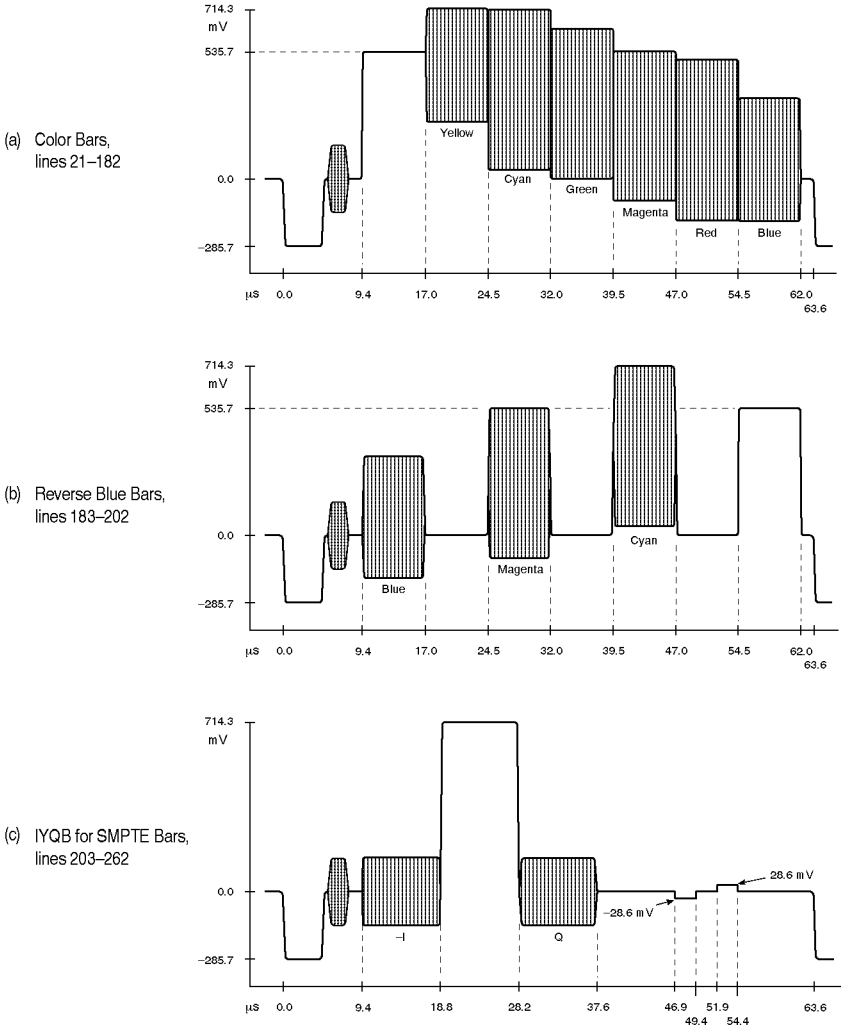 714.3
mV
535.7
(a) Color Bars,
lines 21–182
Yellow
Cyan
Green
Magenta
Red
Blue
0.0
−285.7
µS 0.0 9.4 17.0 24.5 32.0 39.5 47.0 54.5 62.0
63.6
714.3
mV
535.7
(b) Reverse Blue Bars,
lines 183–202
0.0
Cyan
Magenta
Blue
−285.7
µS 0.0 9.4 17.0 24.5 32.0 39.5 47.0 54.5 62.0
63.6
714.3
mV
(c) IYQB for SMPTE Bars,
lines 203–262
28.6 mV
0.0
−28.6 mV
−I
Q
−285.7
µS 0.0 9.4 18.8 28.2 37.6 46.9 51.9 63.6
49.4 54.4